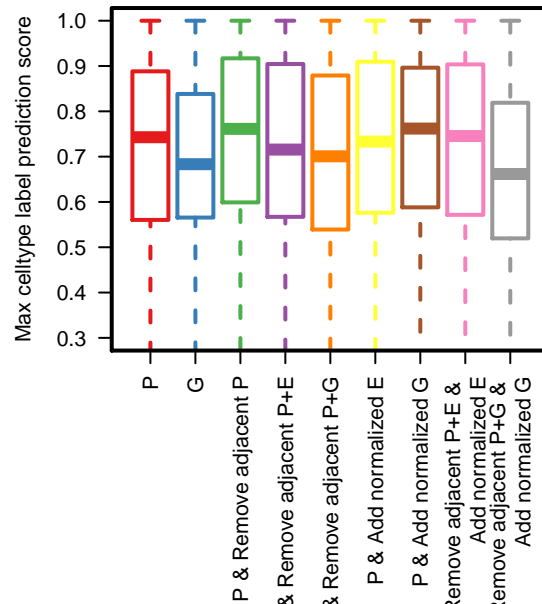 Max celltype label prediction score
1.0
0.9
0.8
0.7
0.6
0.5
0.4
0.3
P
G
P & Remove adjacent P
& Remove adjacent P+E
& Remove adjacent P+G
P & Add normalized E
P & Add normalized G
Remove adjacent P+E &
Add normalized E
Remove adjacent P+G &
Add normalized G